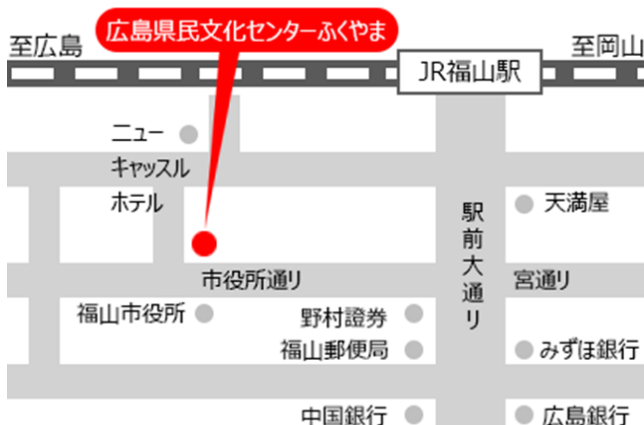 広島県民文化センターふくやま
至広島
至岡山
JR福山駅
ニュー
キャッスル
ホテル
天満屋
駅前大通り
市役所通り
宮通り
福山市役所
野村證券
福山郵便局
みずほ銀行
中国銀行
広島銀行